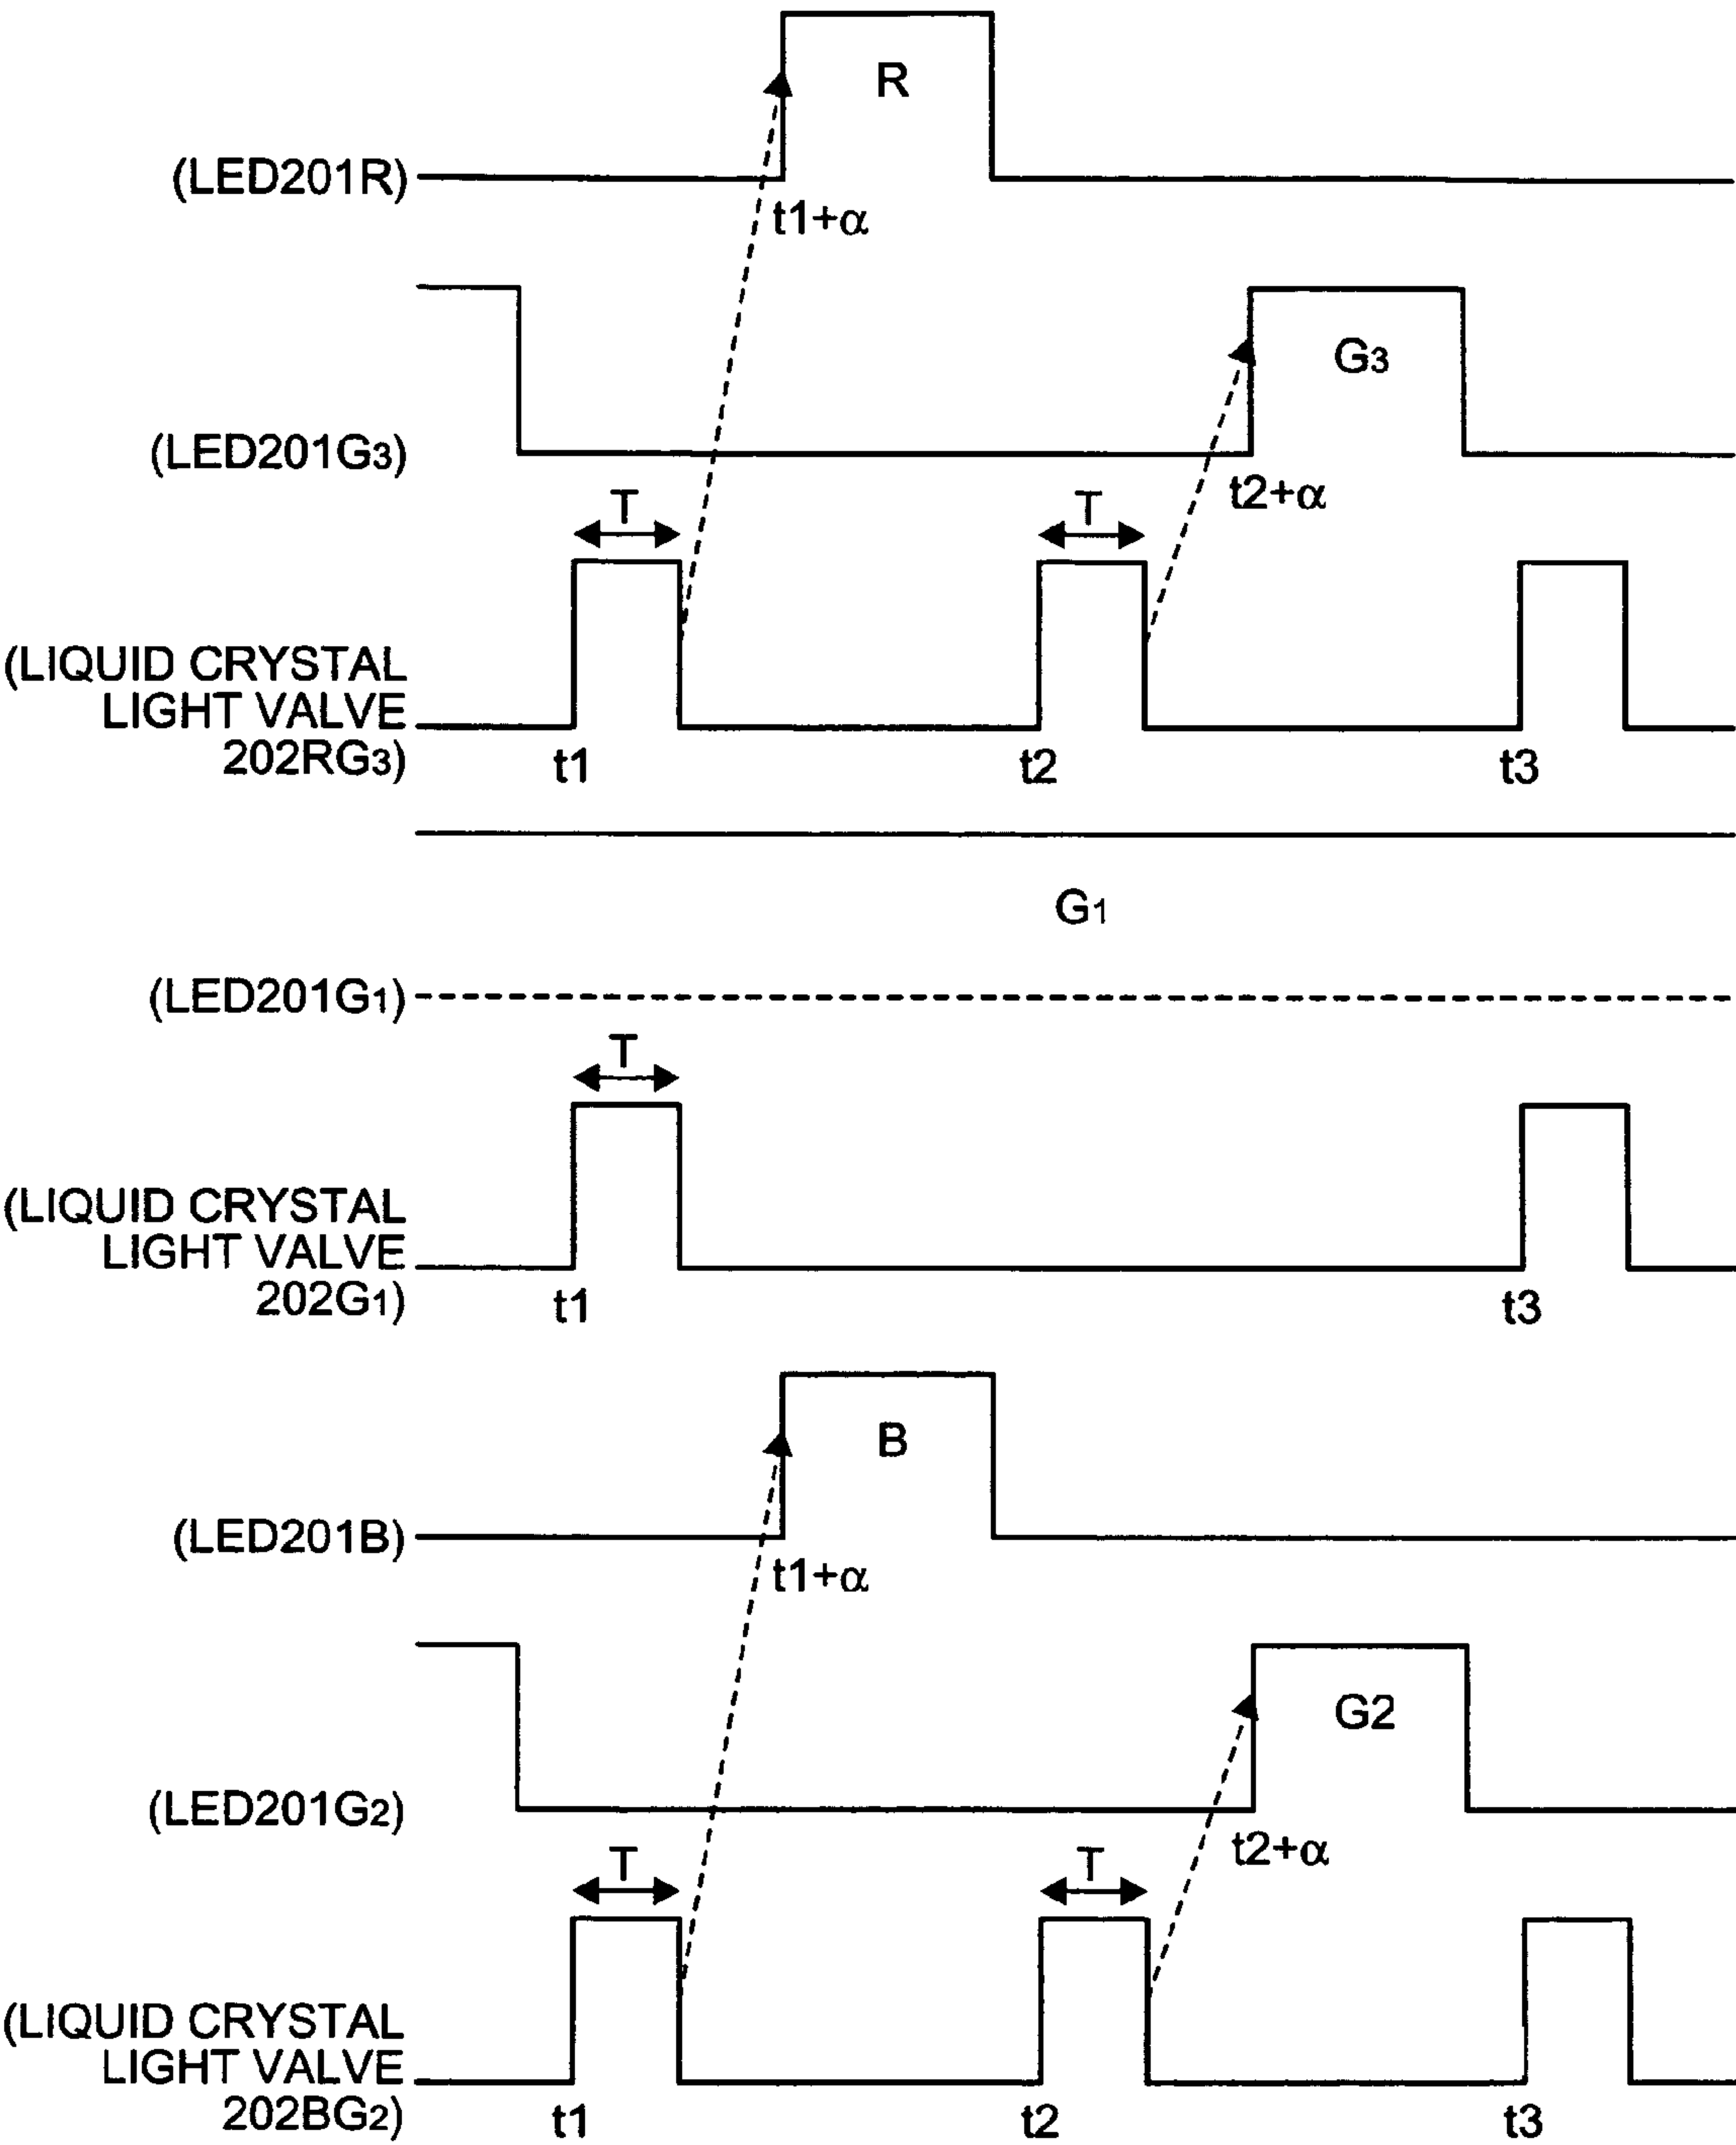 R
(LED201R)
t1+α
G3
(LED201G3)
t2+α
T T
(LIQUID CRYSTAL
LIGHT VALVE
202RG3)
t1 t2 t3
G1
(LED201G1)
T
(LIQUID CRYSTAL
LIGHT VALVE
202G1)
t1 t3
B
(LED201B)
t1+α
G2
(LED201G2)
t2+α
T T
(LIQUID CRYSTAL
LIGHT VALVE
202BG2)
t1 t2 t3